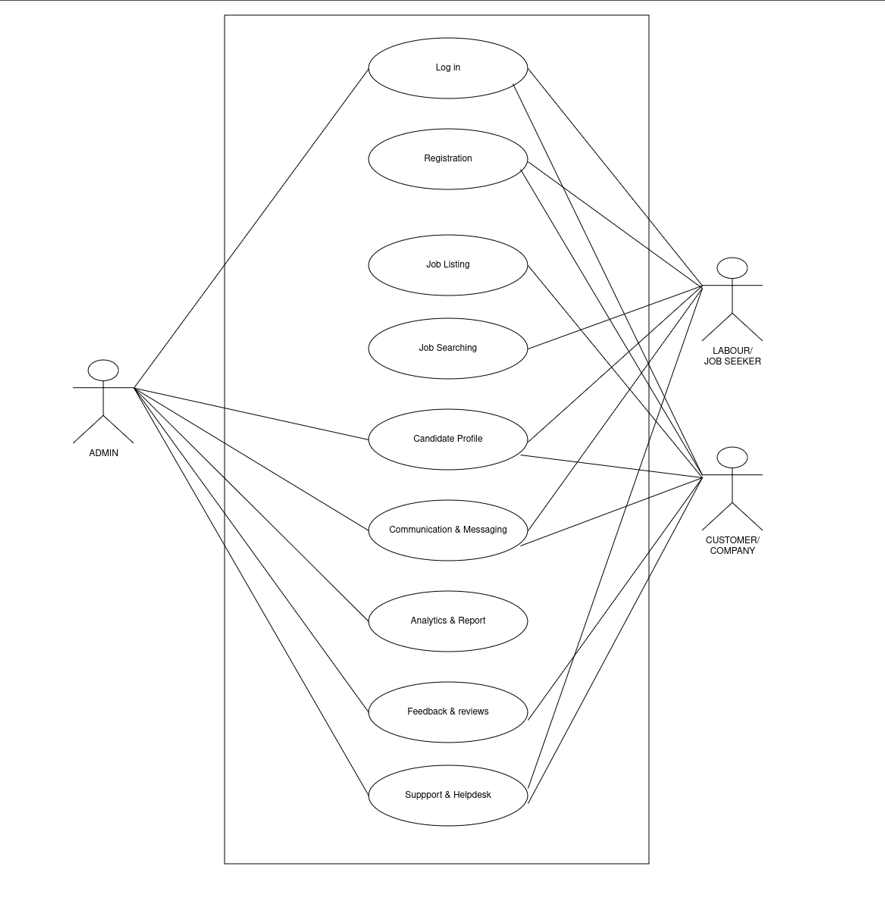 Log in
Registration
Job Listing
Job Searching
Candidate Profile
Communication & Messaging
Analytics & Report
Feedback & reviews
Suppport & Helpdesk
ADMIN
LABOUR/
JOB SEEKER
CUSTOMER/
COMPANY